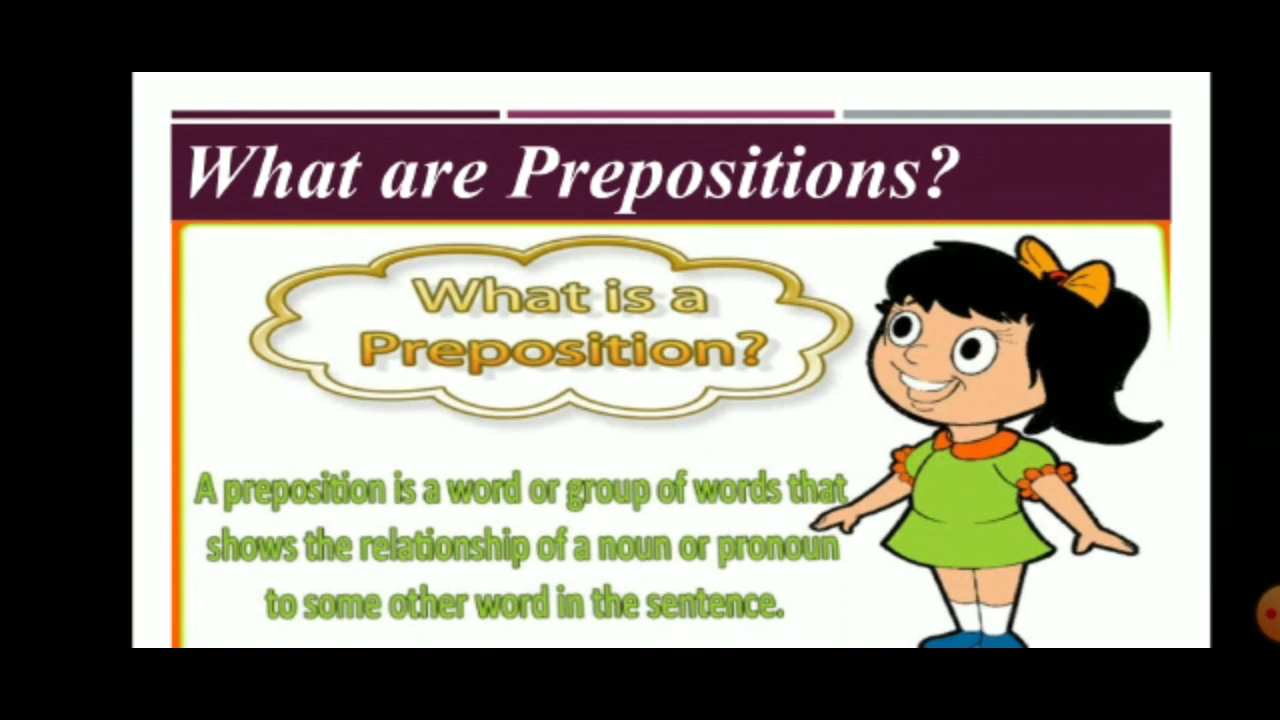 What are Prepositions?
What is a
Preposition?
A preposition is a word or group of words that
shows the relationship of a noun or pronoun
to some other word in the sentence.